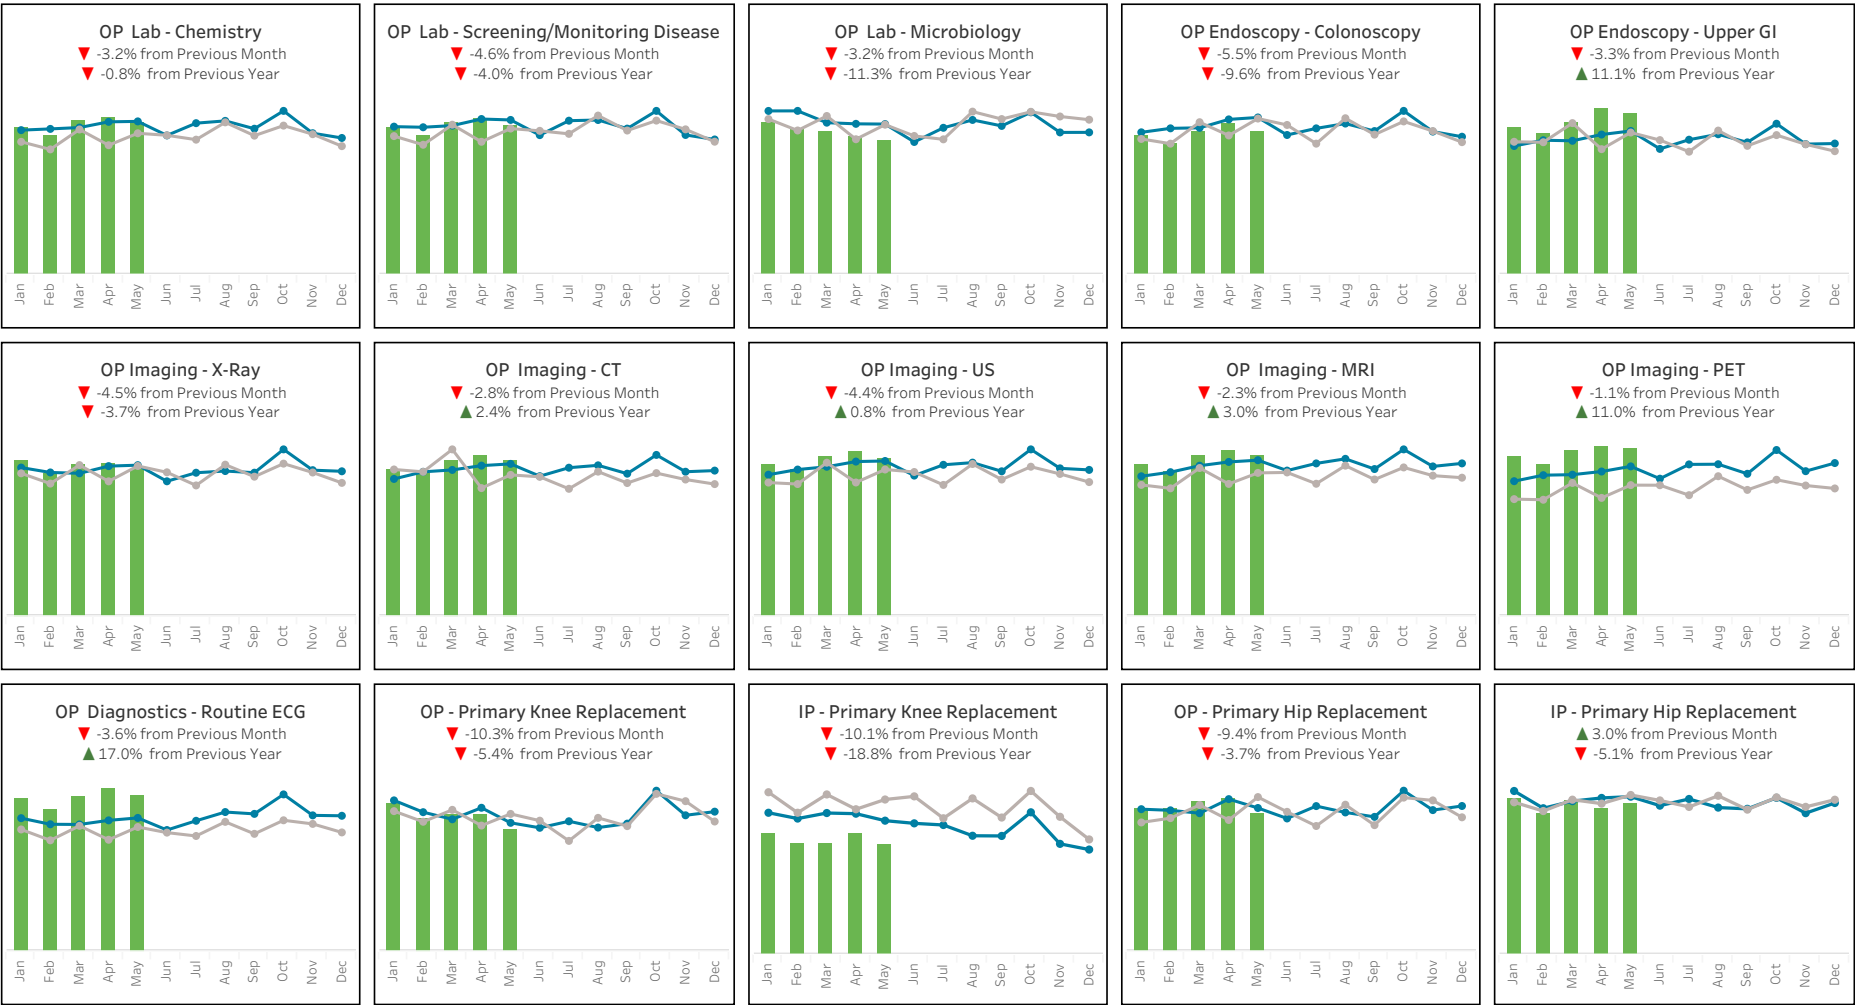 OP Lab - Chemistry
▼ -3.2% from Previous Month
▼ -0.8% from Previous Year
Jan Feb Mar Apr May Jun Jul Aug Sep Oct Nov Dec
OP Lab - Screening/Monitoring Disease
▼ -4.6% from Previous Month
▼ -4.0% from Previous Year
Jan Feb Mar Apr May Jun Jul Aug Sep Oct Nov Dec
OP Lab - Microbiology
▼ -3.2% from Previous Month
▼ -11.3% from Previous Year
Jan Feb Mar Apr May Jun Jul Aug Sep Oct Nov Dec
OP Endoscopy - Colonoscopy
▼ -5.5% from Previous Month
▼ -9.6% from Previous Year
Jan Feb Mar Apr May Jun Jul Aug Sep Oct Nov Dec
OP Endoscopy - Upper GI
▼ -3.3% from Previous Month
▲ 11.1% from Previous Year
Jan Feb Mar Apr May Jun Jul Aug Sep Oct Nov Dec
OP Imaging - X-Ray
▼ -4.5% from Previous Month
▼ -3.7% from Previous Year
Jan Feb Mar Apr May Jun Jul Aug Sep Oct Nov Dec
OP Imaging - CT
▼ -2.8% from Previous Month
▲ 2.4% from Previous Year
Jan Feb Mar Apr May Jun Jul Aug Sep Oct Nov Dec
OP Imaging - US
▼ -4.4% from Previous Month
▲ 0.8% from Previous Year
Jan Feb Mar Apr May Jun Jul Aug Sep Oct Nov Dec
OP Imaging - MRI
▼ -2.3% from Previous Month
▲ 3.0% from Previous Year
Jan Feb Mar Apr May Jun Jul Aug Sep Oct Nov Dec
OP Imaging - PET
▼ -1.1% from Previous Month
▲ 11.0% from Previous Year
Jan Feb Mar Apr May Jun Jul Aug Sep Oct Nov Dec
OP Diagnostics - Routine ECG
▼ -3.6% from Previous Month
▲ 17.0% from Previous Year
Jan Feb Mar Apr May Jun Jul Aug Sep Oct Nov Dec
OP - Primary Knee Replacement
▼ -10.3% from Previous Month
▼ -5.4% from Previous Year
Jan Feb Mar Apr May Jun Jul Aug Sep Oct Nov Dec
IP - Primary Knee Replacement
▼ -10.1% from Previous Month
▼ -18.8% from Previous Year
Jan Feb Mar Apr May Jun Jul Aug Sep Oct Nov Dec
OP - Primary Hip Replacement
▼ -9.4% from Previous Month
▼ -3.7% from Previous Year
Jan Feb Mar Apr May Jun Jul Aug Sep Oct Nov Dec
IP - Primary Hip Replacement
▲ 3.0% from Previous Month
▼ -5.1% from Previous Year
Jan Feb Mar Apr May Jun Jul Aug Sep Oct Nov Dec